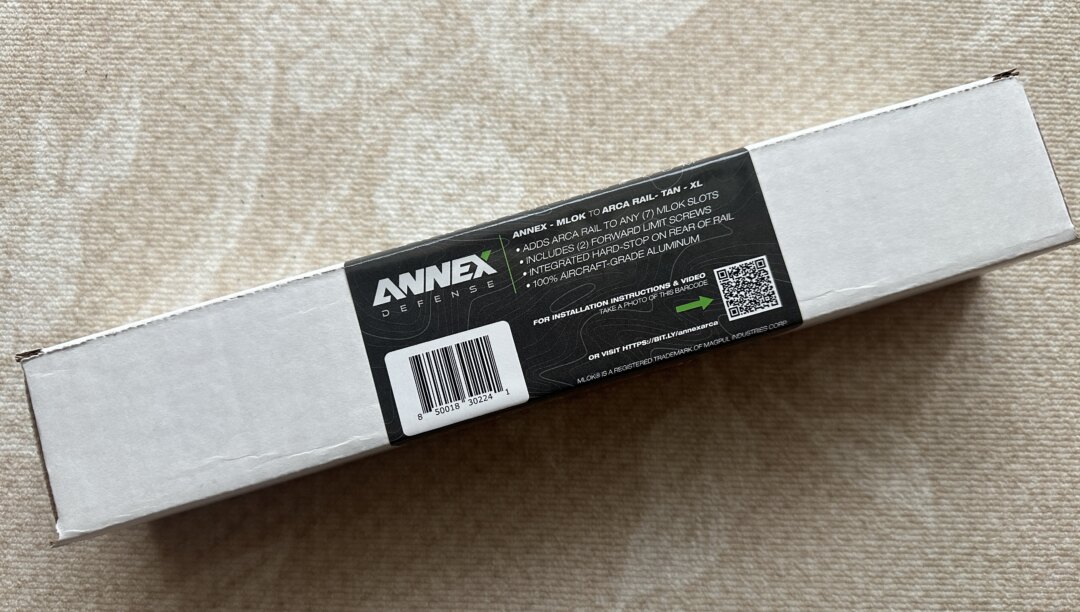 ANNEX
DEFENSE
ANNEX - MLOK TO ARCA RAIL- TAN - XL
• ADDS ARCA RAIL TO ANY (7) MLOK SLOTS
• INCLUDES (2) FORWARD LIMIT SCREWS
• INTEGRATED HARD-STOP ON REAR OF RAIL
• 100% AIRCRAFT-GRADE ALUMINUM
FOR INSTALLATION INSTRUCTIONS & VIDEO
TAKE A PHOTO OF THIS BARCODE
OR VISIT HTTPS://BIT.LY/annexarca
MLOK® IS A REGISTERED TRADEMARK OF MAGPUL INDUSTRIES CORP.
8 50018 30224 1